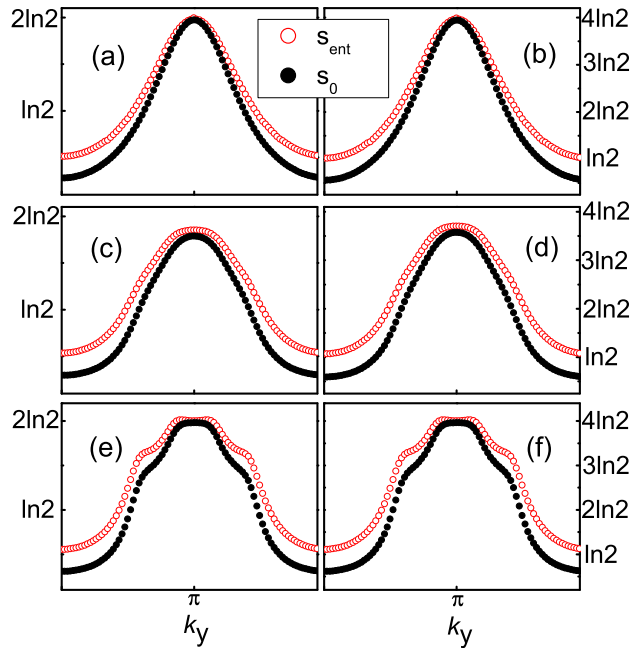 2ln2
(a)
s_ent
s_0
(b)
4ln2
3ln2
ln2
2ln2
ln2
2ln2
(c)
(d)
4ln2
3ln2
ln2
2ln2
ln2
2ln2
(e)
(f)
4ln2
3ln2
ln2
2ln2
ln2
π
π
k_y
k_y